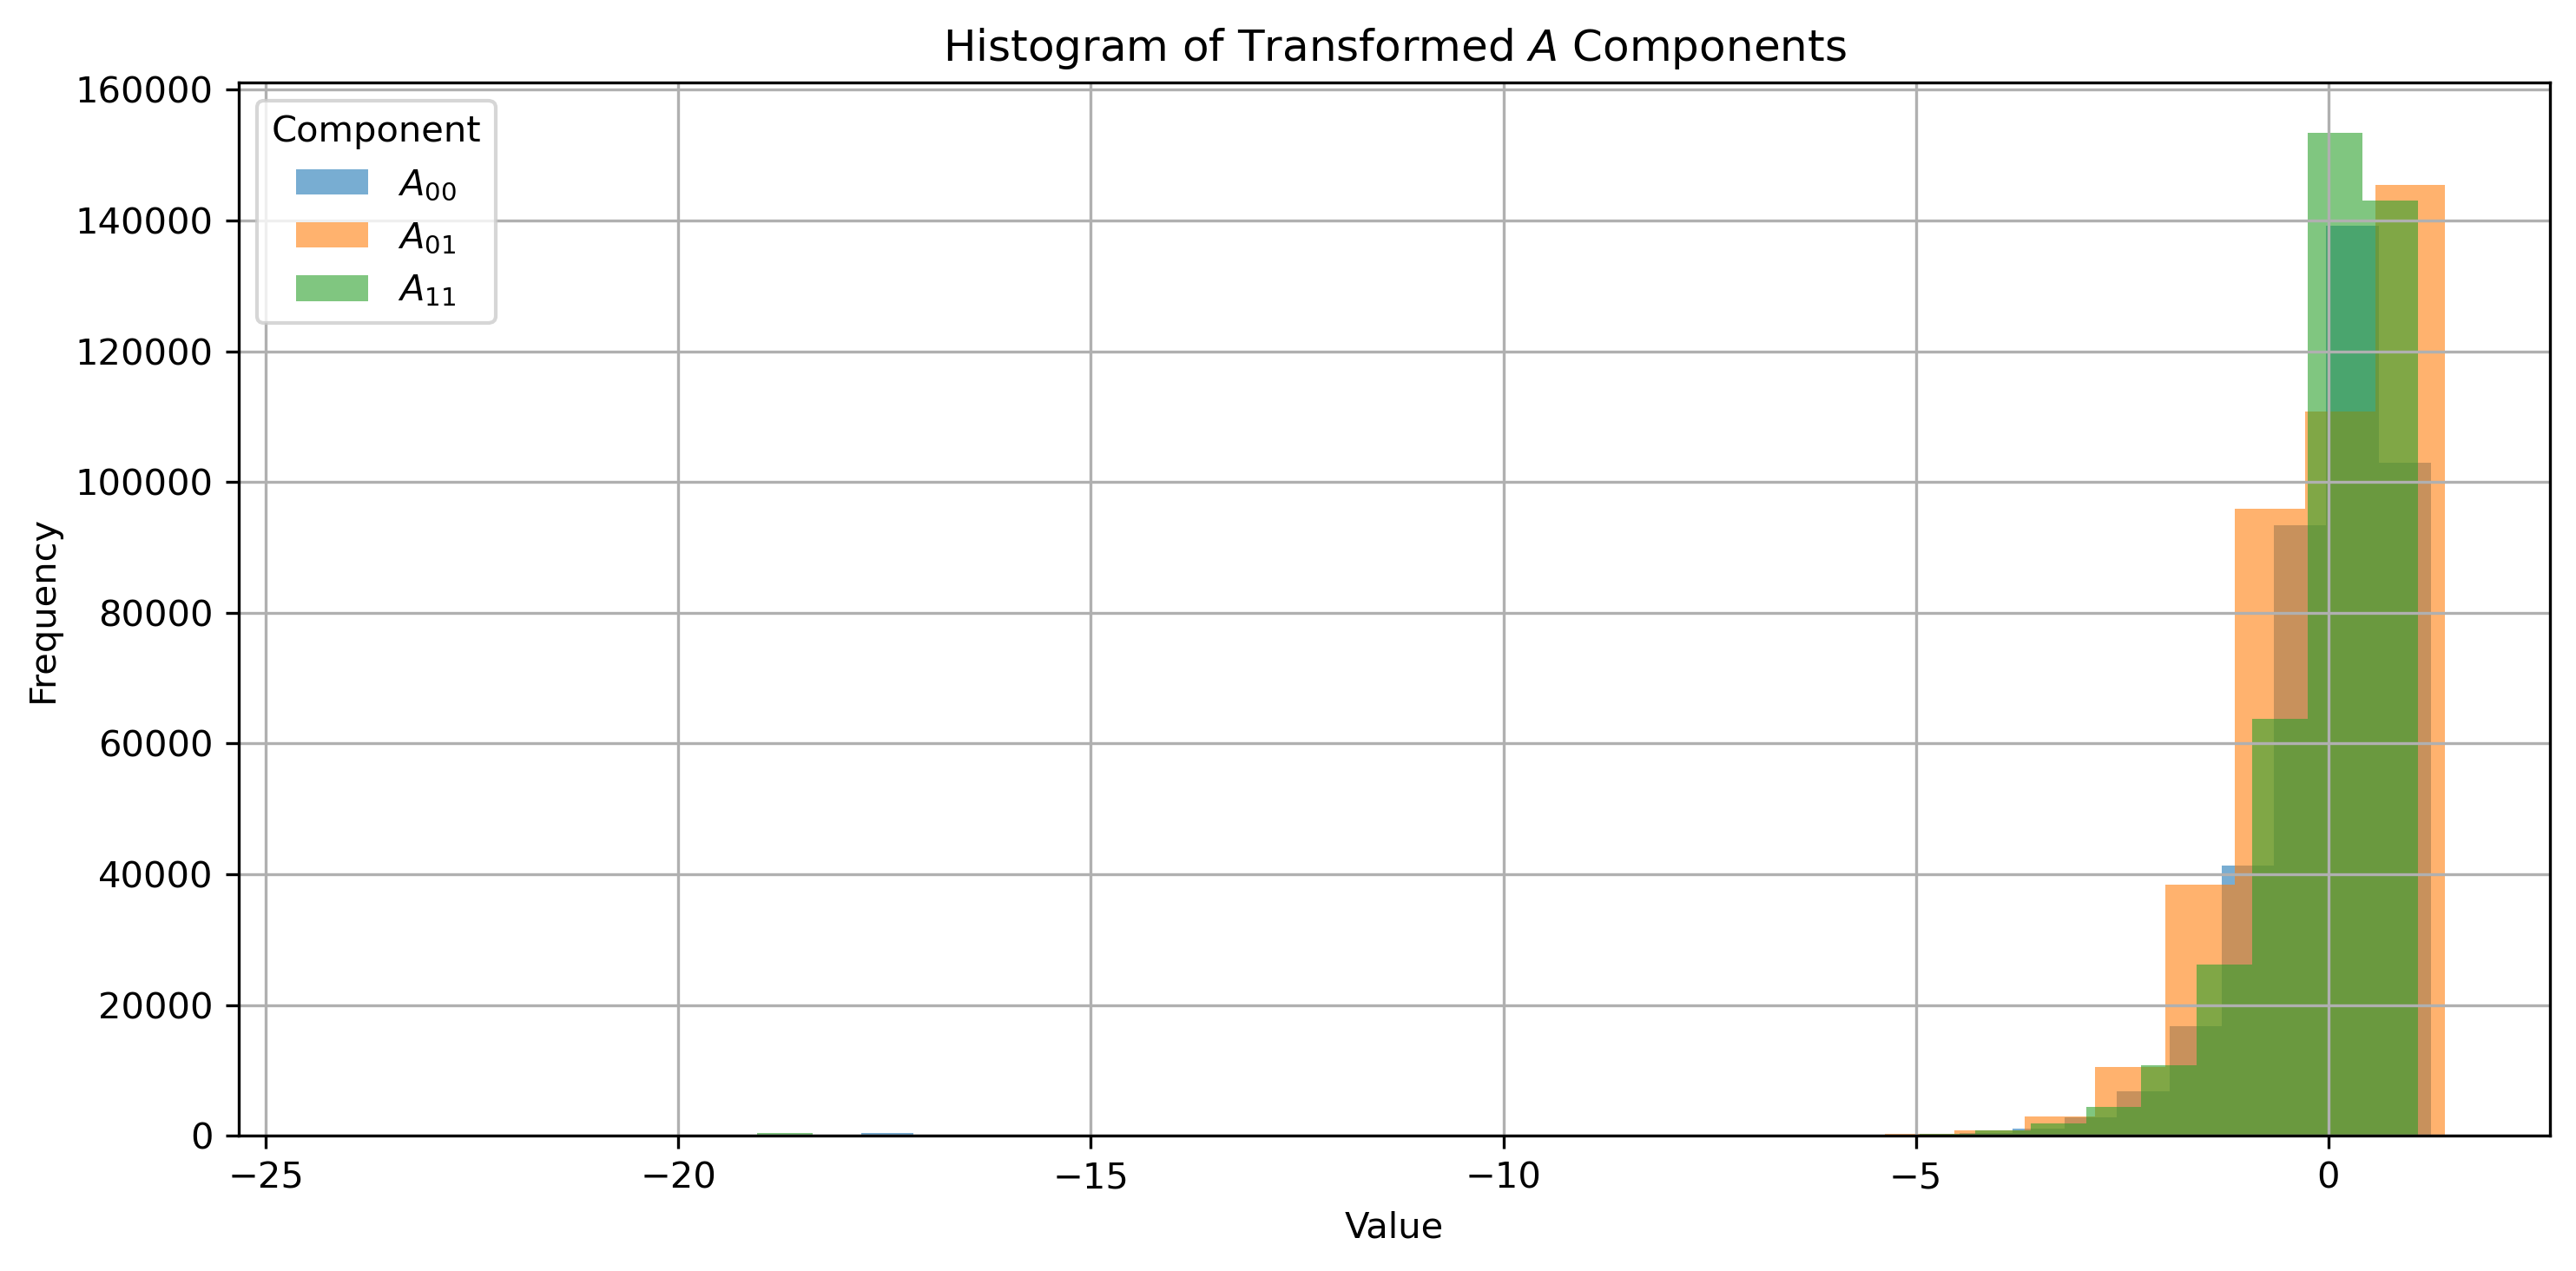 Histogram of Transformed A Components
160000
140000
120000
100000
80000
60000
40000
20000
0
Frequency
Component
A₀₀
A₀₁
A₁₁
−25
−20
−15
−10
−5
0
Value